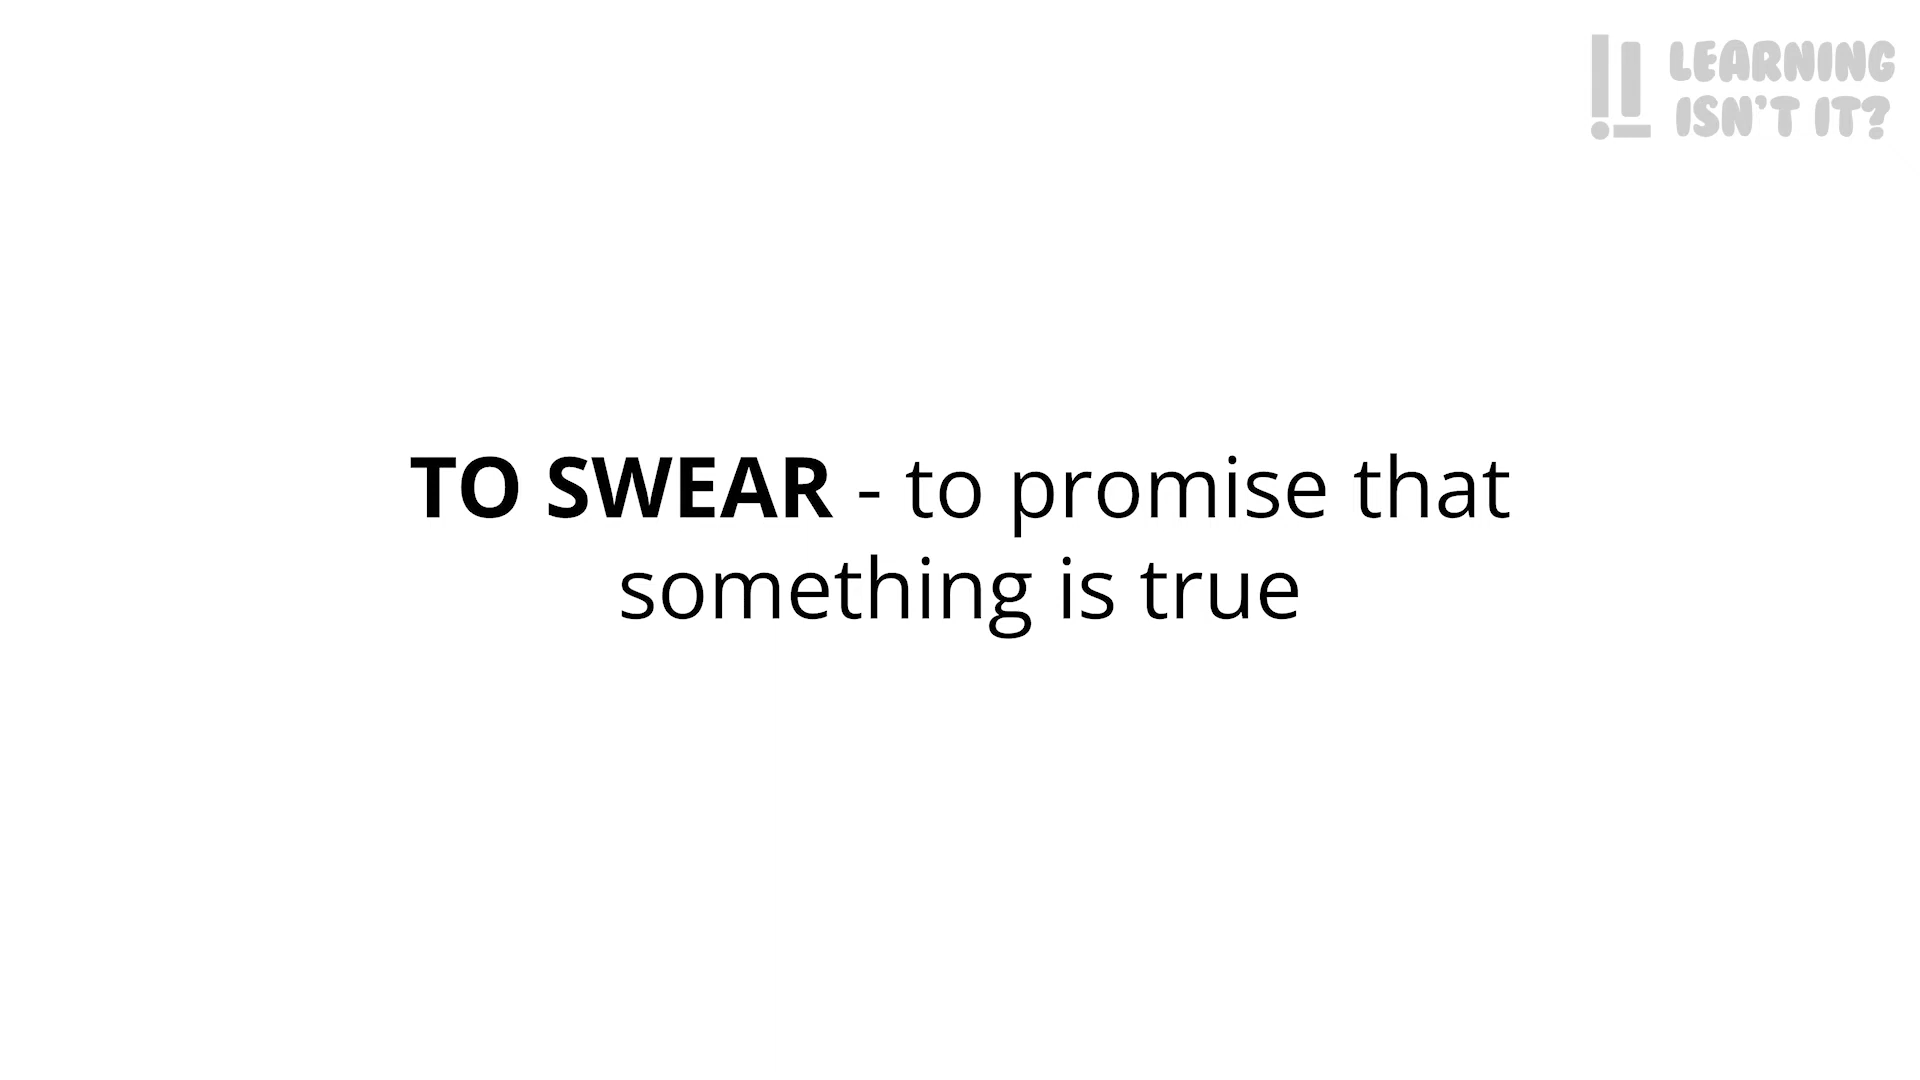 LEARNING
ISN'T IT?
TO SWEAR - to promise that
something is true